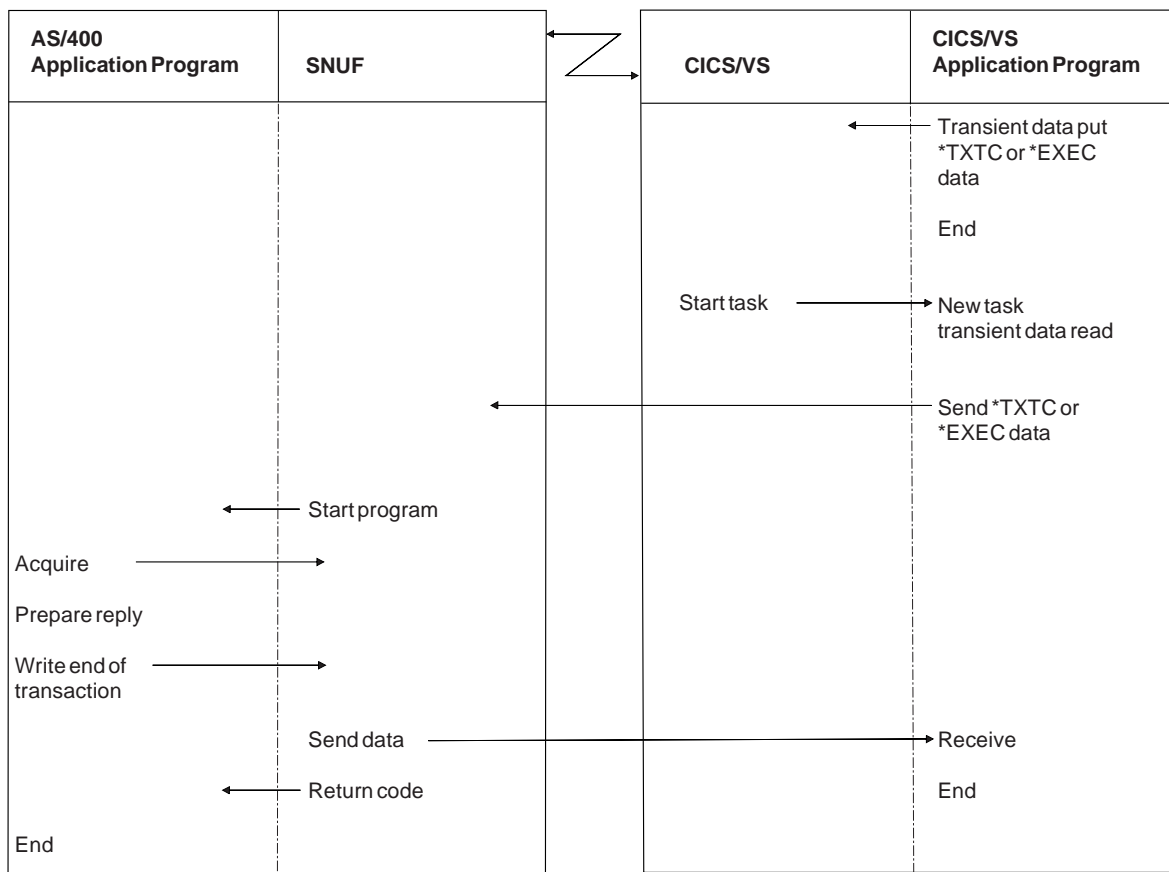 AS/400
Application Program
SNUF
CICS/VS
CICS/VS
Application Program
Transient data put
*TXTC or *EXEC
data
End
Start task
New task
transient data read
Send *TXTC or
*EXEC data
Start program
Acquire
Prepare reply
Write end of
transaction
Send data
Receive
Return code
End
End